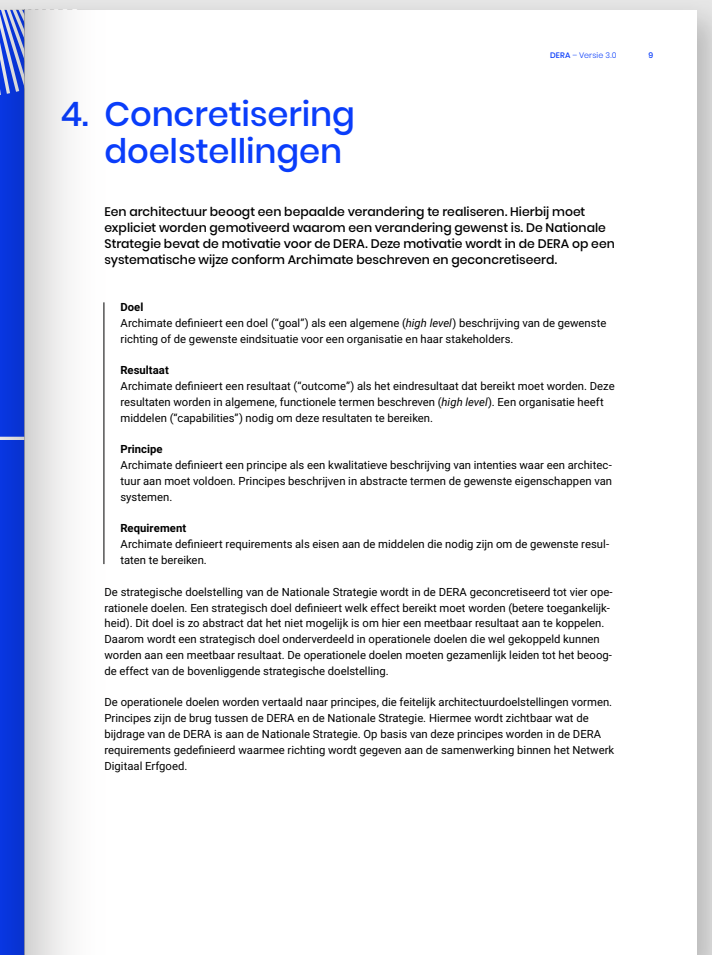 DERA – Versie 3.0 9
4. Concretisering
doelstellingen
Een architectuur beoogt een bepaalde verandering te realiseren. Hierbij moet
expliciet worden gemotiveerd waarom een verandering gewenst is. De Nationale
Strategie bevat de motivatie voor de DERA. Deze motivatie wordt in de DERA op een
systematische wijze conform Archimate beschreven en geconcretiseerd.
Doel
Archimate definieert een doel (“goal”) als een algemene (high level) beschrijving van de gewenste
richting of de gewenste eindsituatie voor een organisatie en haar stakeholders.
Resultaat
Archimate definieert een resultaat (“outcome”) als het eindresultaat dat bereikt moet worden. Deze
resultaten worden in algemene, functionele termen beschreven (high level). Een organisatie heeft
middelen (“capabilities”) nodig om deze resultaten te bereiken.
Principe
Archimate definieert een principe als een kwalitatieve beschrijving van intenties waar een architec-
tuur aan moet voldoen. Principes beschrijven in abstracte termen de gewenste eigenschappen van
systemen.
Requirement
Archimate definieert requirements als eisen aan de middelen die nodig zijn om de gewenste resul-
taten te bereiken.
De strategische doelstelling van de Nationale Strategie wordt in de DERA geconcretiseerd tot vier ope-
rationele doelen. Een strategisch doel definieert welk effect bereikt moet worden (betere toegankelijk-
heid). Dit doel is zo abstract dat het niet mogelijk is om hier een meetbaar resultaat aan te koppelen.
Daarom wordt een strategisch doel onderverdeeld in operationele doelen die wel gekoppeld kunnen
worden aan een meetbaar resultaat. De operationele doelen moeten gezamenlijk leiden tot het beoog-
de effect van de bovenliggende strategische doelstelling.
De operationele doelen worden vertaald naar principes, die feitelijk architectuurdoelstellingen vormen.
Principes zijn de brug tussen de DERA en de Nationale Strategie. Hiermee wordt zichtbaar wat de
bijdrage van de DERA is aan de Nationale Strategie. Op basis van deze principes worden in de DERA
requirements gedefinieerd waarmee richting wordt gegeven aan de samenwerking binnen het Netwerk
Digitaal Erfgoed.